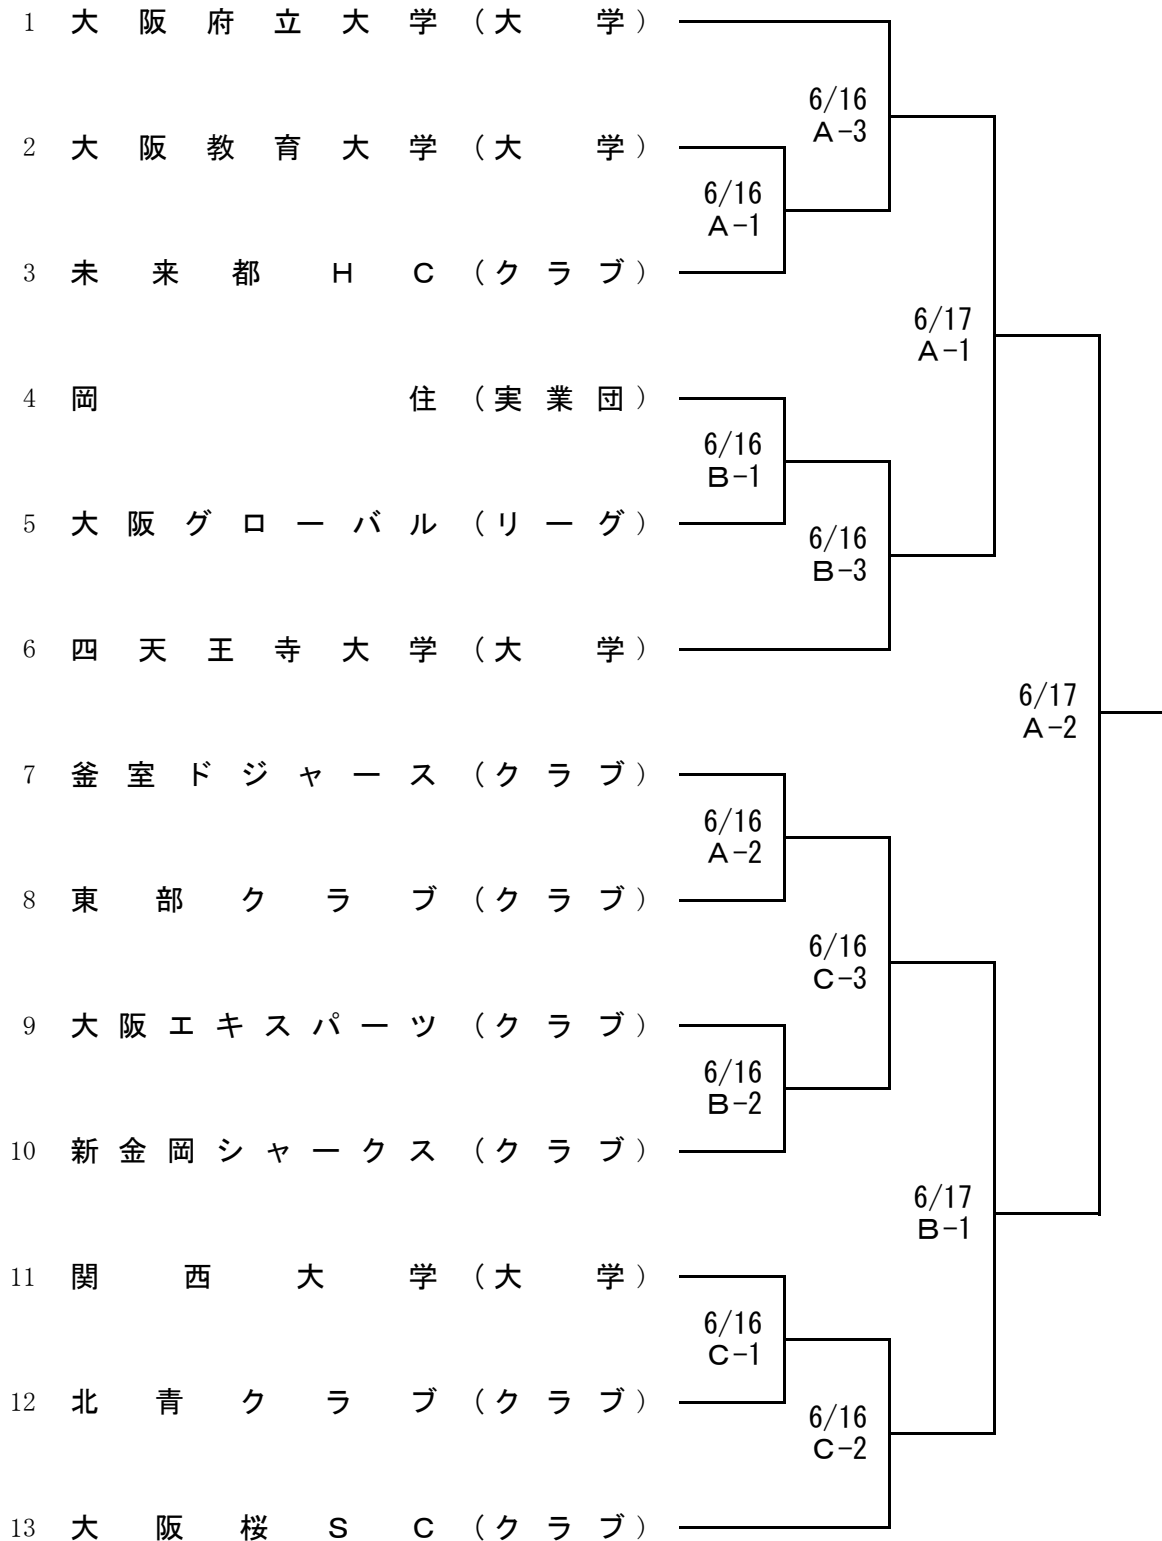 1 大阪府立大学(大学)
6/16
A-3
2 大阪教育大学(大学)
6/16
A-1
3 未来都HC(クラブ)
6/17
A-1
4 岡住(実業団)
6/16
B-1
5 大阪グローバル(リーグ)
6/16
B-3
6 四天王寺大学(大学)
6/17
A-2
7 釜室ドジャース(クラブ)
6/16
A-2
8 東部クラブ(クラブ)
6/16
C-3
9 大阪エキスパーツ(クラブ)
6/16
B-2
10 新金岡シャークス(クラブ)
6/17
B-1
11 関西大学(大学)
6/16
C-1
12 北青クラブ(クラブ)
6/16
C-2
13 大阪桜SC(クラブ)